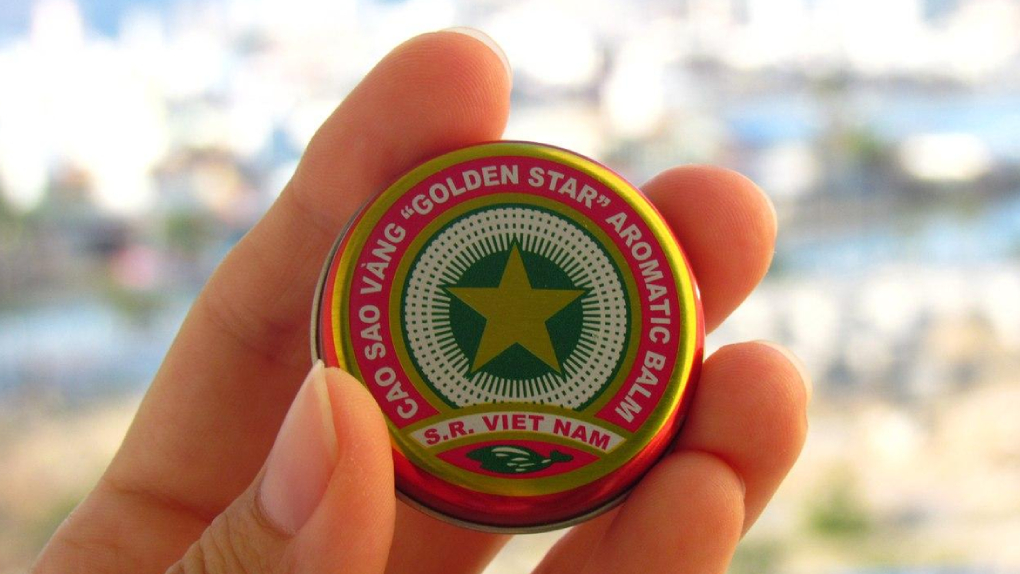 CAO SAO VÀNG “GOLDEN STAR” AROMATIC BALM
S.R. VIET NAM